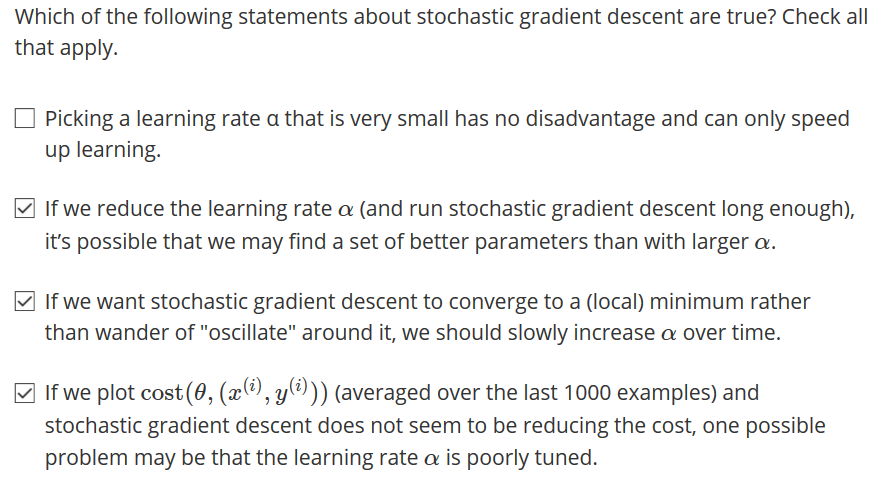 Which of the following statements about stochastic gradient descent are true? Check all
that apply.
Picking a learning rate α that is very small has no disadvantage and can only speed
up learning.
If we reduce the learning rate α (and run stochastic gradient descent long enough),
it's possible that we may find a set of better parameters than with larger α.
If we want stochastic gradient descent to converge to a (local) minimum rather
than wander of "oscillate" around it, we should slowly increase α over time.
If we plot cost(θ, (x⁽ⁱ⁾, y⁽ⁱ⁾)) (averaged over the last 1000 examples) and
stochastic gradient descent does not seem to be reducing the cost, one possible
problem may be that the learning rate α is poorly tuned.